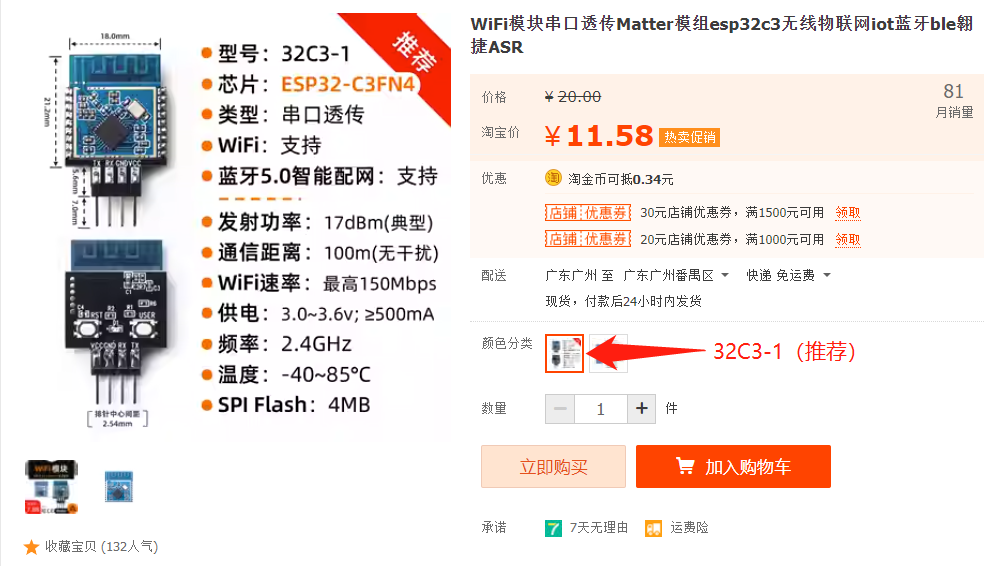 WiFi模块串口透传Matter模组esp32c3无线物联网iot蓝牙ble翱
捷ASR
18.0mm
21.2mm
5.6mm
7.0mm
TX RX GND VCC
推荐
型号：32C3-1
芯片：ESP32-C3FN4
类型：串口透传
WiFi：支持
蓝牙5.0智能配网：支持
发射功率：17dBm(典型)
通信距离：100m(无干扰)
WiFi速率：最高150Mbps
供电：3.0~3.6v; ≥500mA
频率：2.4GHz
温度：-40~85℃
SPI Flash：4MB
RST
USER
VCC GND RX TX
排针中心间距
2.54mm
WiFi模块
收藏宝贝 (132人气)
价格
¥ 20.00
81
月销量
淘宝价
¥ 11.58 热卖促销
优惠
淘 淘金币可抵0.34元
店铺 优惠券 30元店铺优惠券，满1500元可用 领取
店铺 优惠券 20元店铺优惠券，满1000元可用 领取
配送
广东广州 至 广东广州番禺区 快递 免运费
现货，付款后24小时内发货
颜色分类
32C3-1（推荐）
数量
1
件
立即购买
加入购物车
承诺
7 7天无理由 运费险